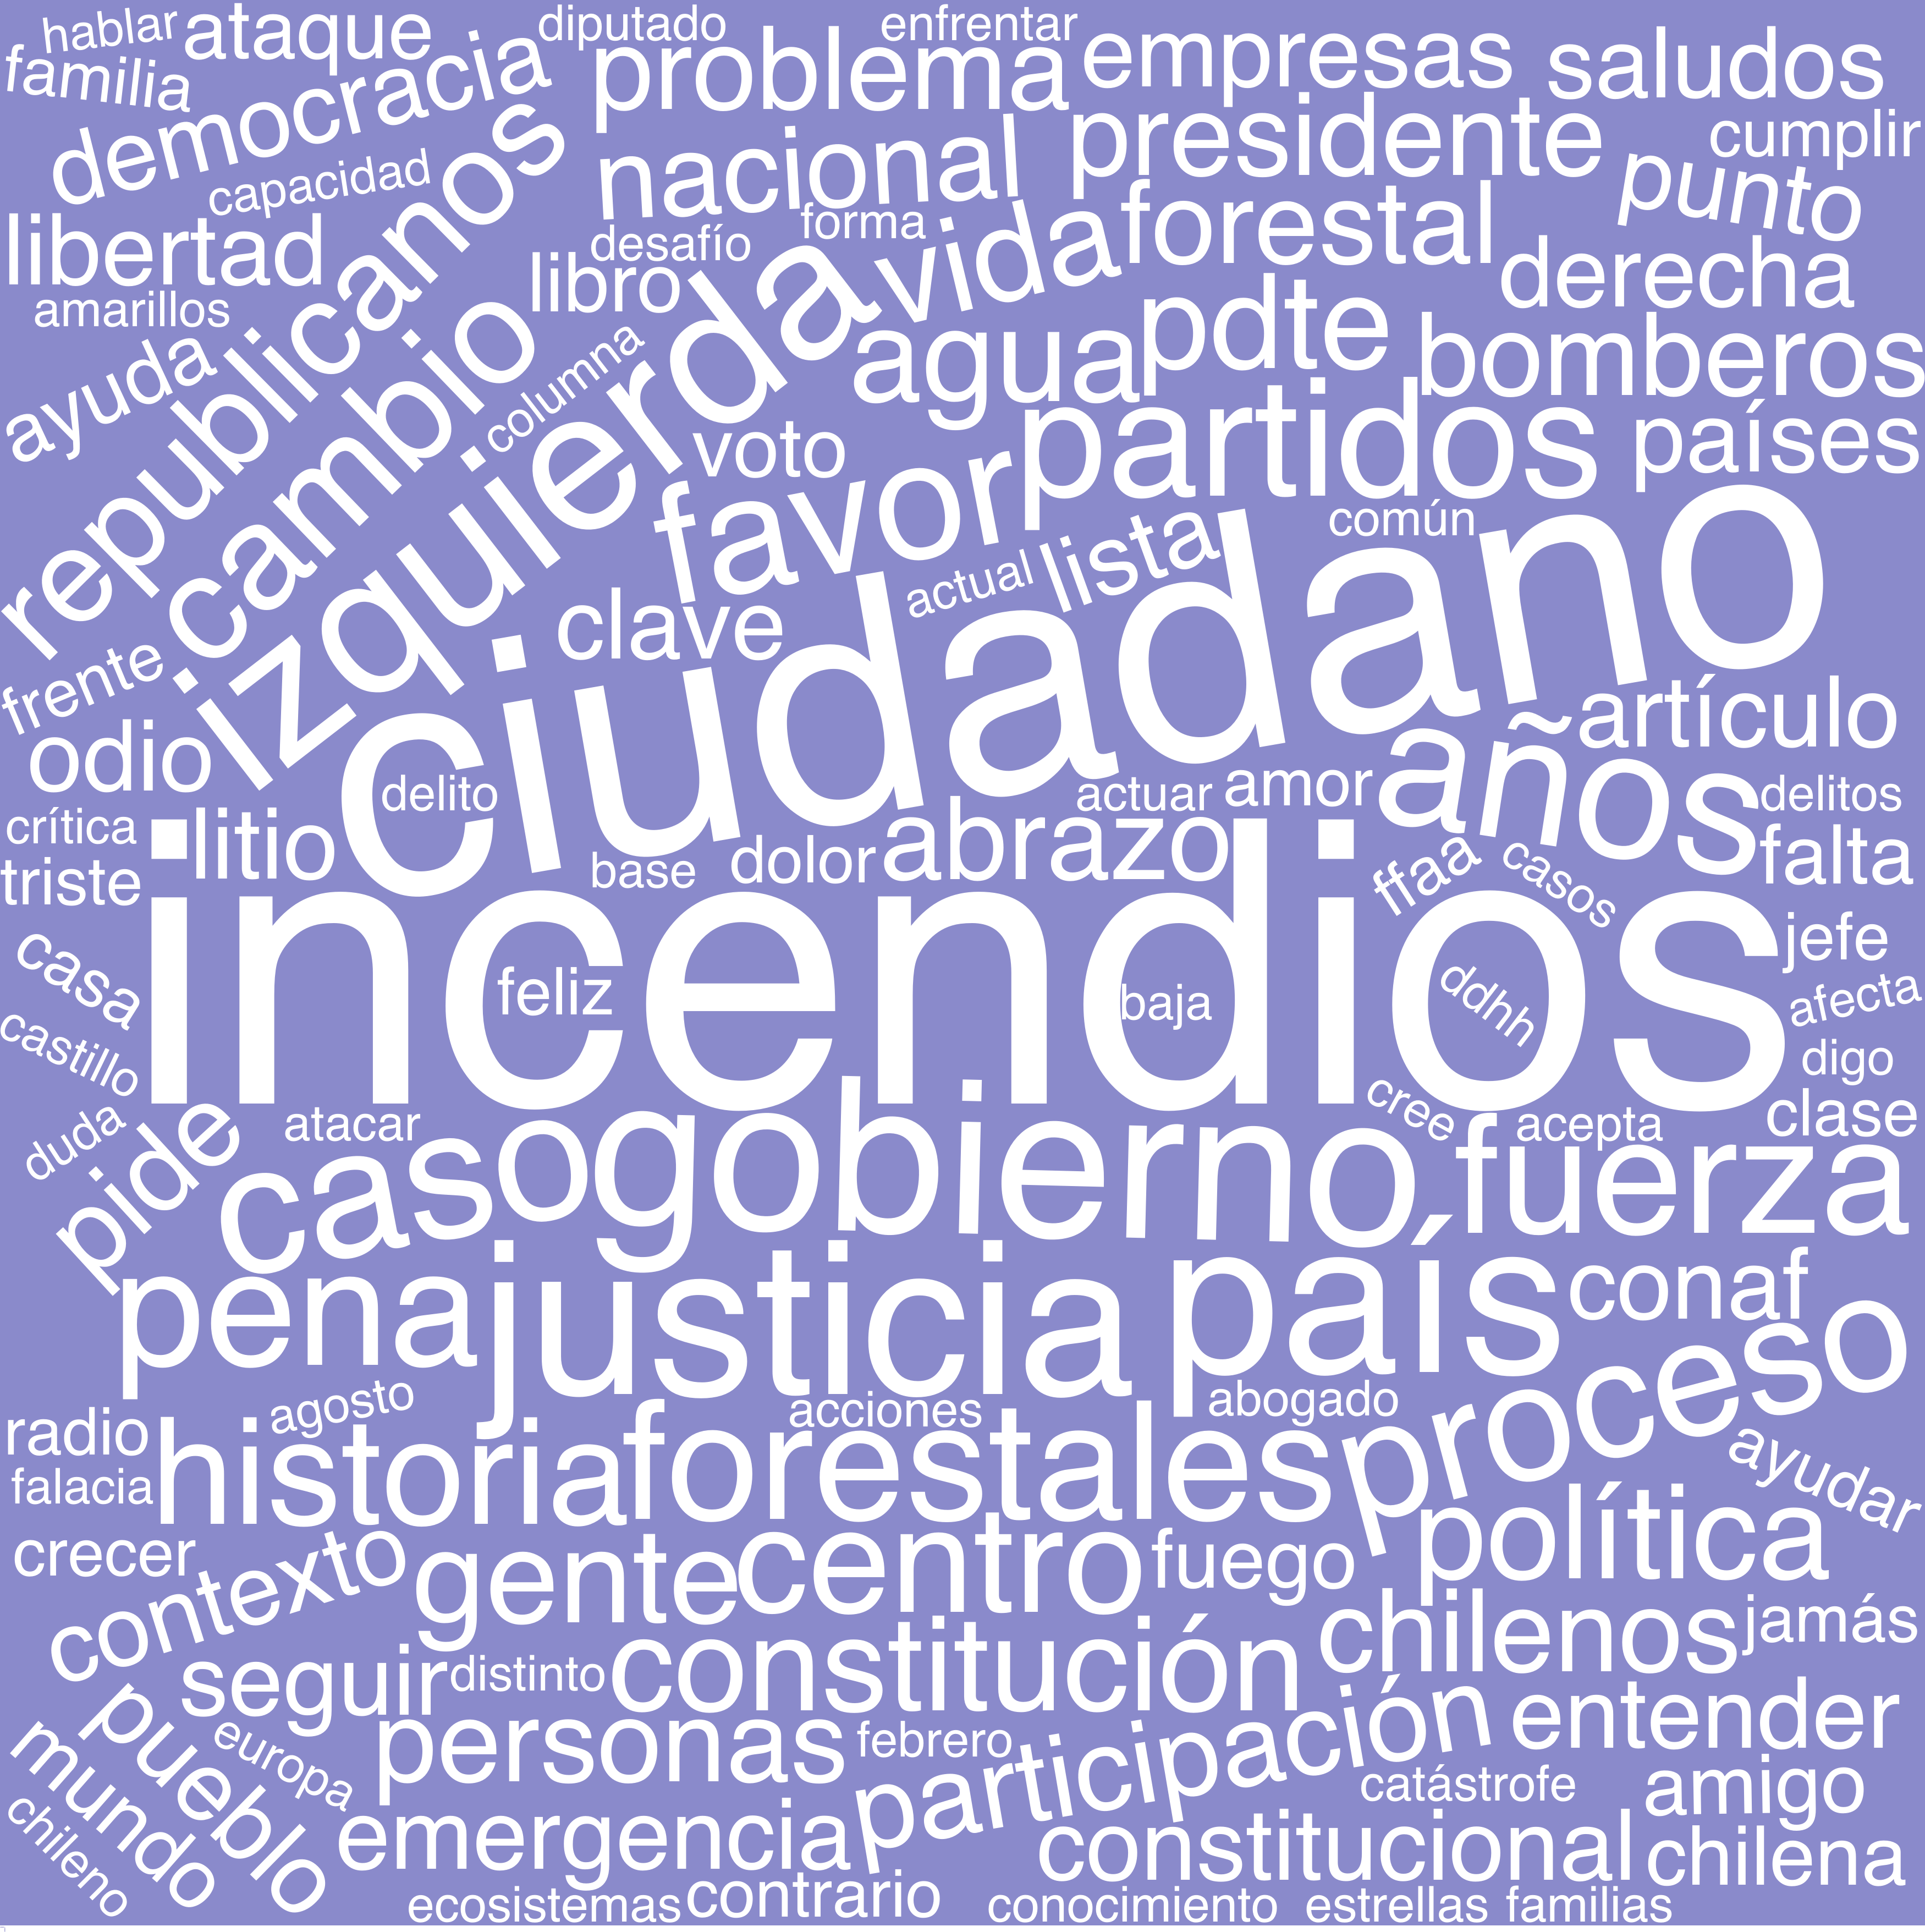 hablar
ataque
diputado
enfrentar
familia
democracia
problema
empresas
saludos
capacidad
republicanos
nacional
presidente
cumplir
libertad
forma
forestal
punto
amarillos
desafío
libro
vida
derecha
ayuda
cambio
columna
izquierda
agua
pdte
bomberos
voto
favor
partidos
países
común
actual
lista
clave
ciudadano
frente
odio
artículo
delito
actuar
amor
años
delitos
crítica
litio
base
dolor
abrazo
ffaa
casos
falta
triste
incendios
jefe
casa
feliz
baja
ddhh
afecta
castillo
digo
duda
pide
atacar
cree
acepta
clase
caso
gobierno
fuerza
pena
justicia
país
conaf
agosto
acciones
abogado
proceso
radio
historia
forestales
ayudar
falacia
política
crecer
contexto
gente
centro
fuego
chilenos
jamás
seguir
distinto
constitución
entender
pueblo
europa
personas
febrero
participación
mundo
catástrofe
amigo
chileno
emergencia
constitucional
chilena
ecosistemas
contrario
conocimiento
estrellas
familias